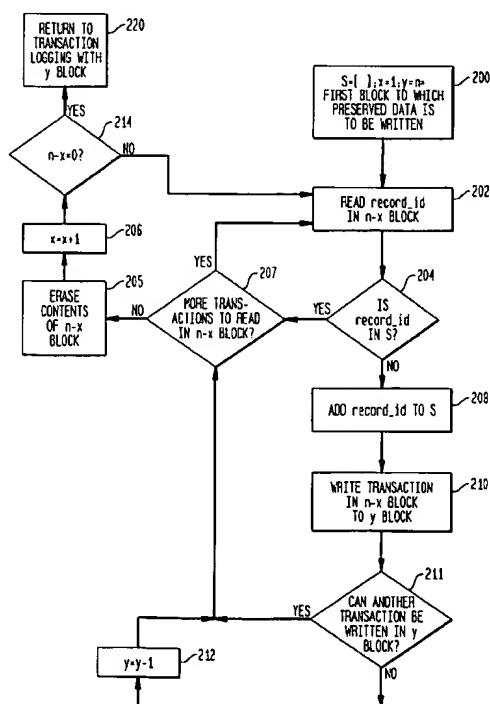 RETURN TO
TRANSACTION
LOGGING WITH
y BLOCK
220
YES
214
n-x=0?
NO
x=x+1
206
ERASE
CONTENTS
OF n-x
BLOCK
205
S={ };x=1;y=n=
FIRST BLOCK TO WHICH
PRESERVED DATA IS
TO BE WRITTEN
200
READ record_id
IN n-x BLOCK
202
YES
207
MORE TRANS-
ACTIONS TO READ
IN n-x BLOCK?
NO
204
IS
record_id
IN S?
YES
NO
ADD record_id TO S
208
WRITE TRANSACTION
IN n-x BLOCK
TO y BLOCK
210
211
CAN ANOTHER
TRANSACTION BE
WRITTEN IN y
BLOCK?
YES
NO
y=y-1
212